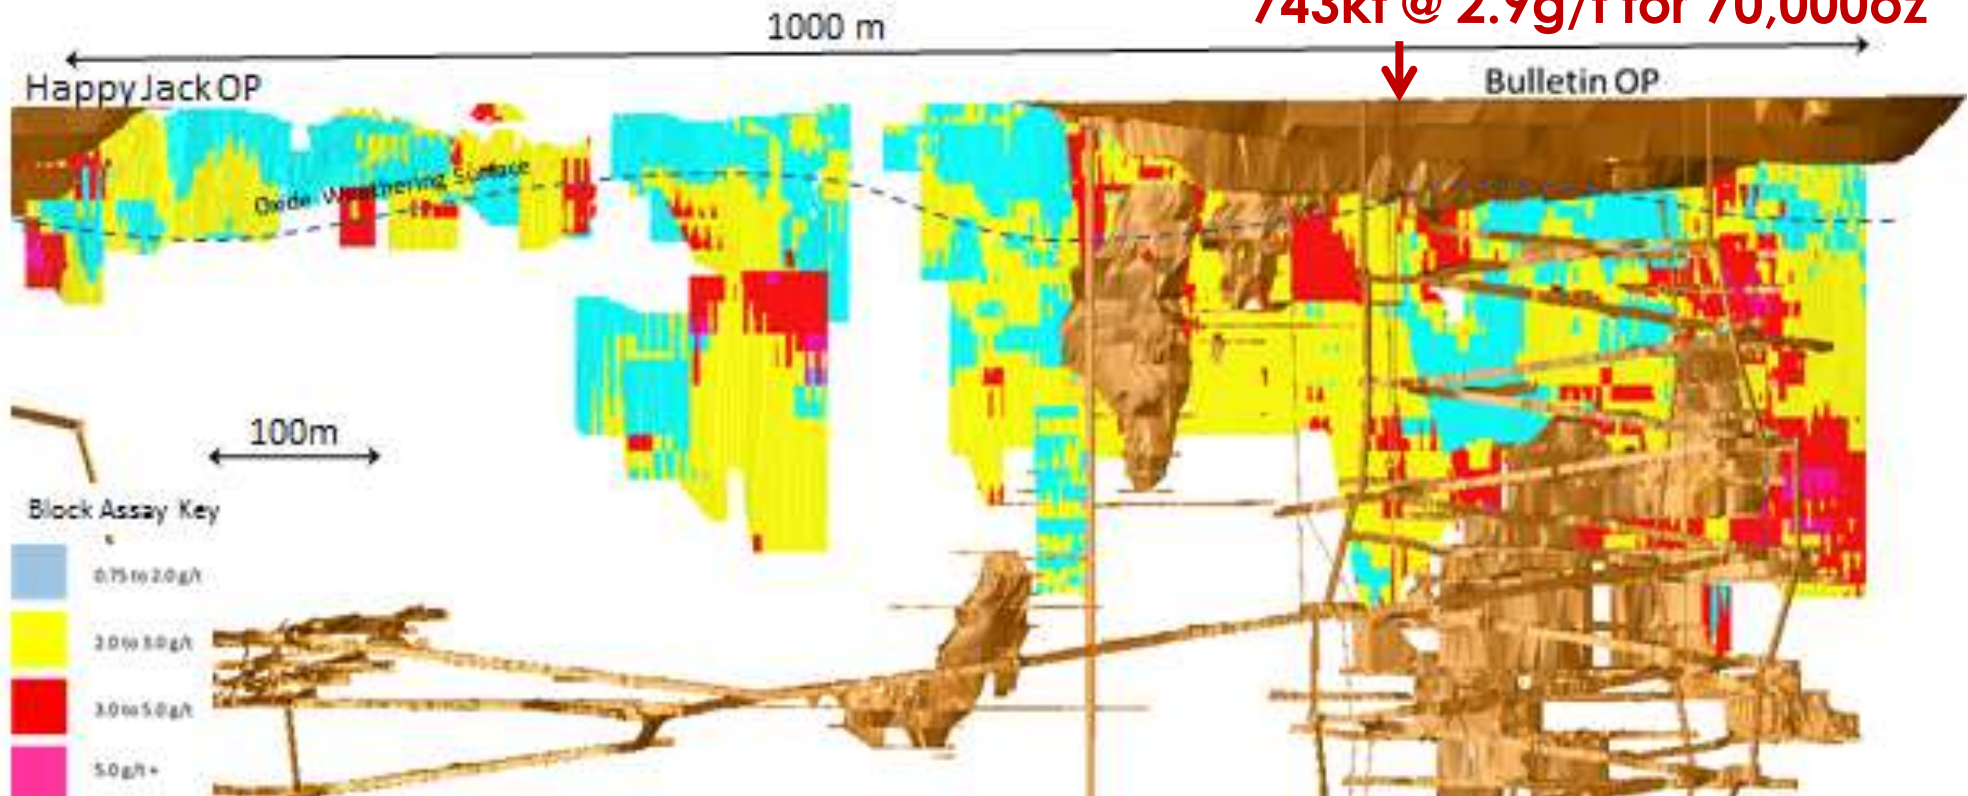 743kt @ 2.9g/t for 70,000oz
1000 m
Happy Jack OP
Bulletin OP
Oxide Weathering Surface
100m
Block Assay Key
0.75 to 2.0 g/t
2.0 to 3.0 g/t
3.0 to 5.0 g/t
5.0 g/t +